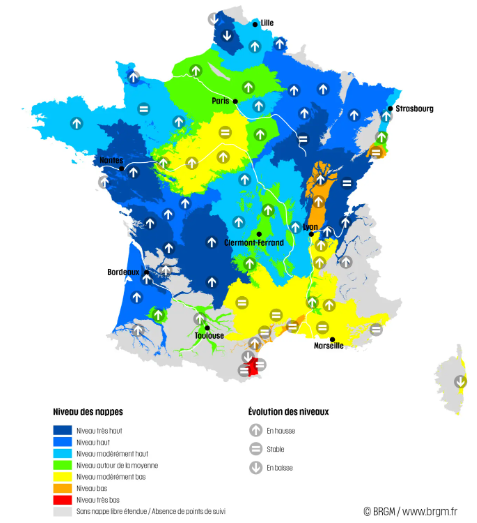 Lille
Paris
Strasbourg
Nantes
Lyon
Clermont-Ferrand
Bordeaux
Toulouse
Marseille
Niveau des nappes
Niveau très haut
Niveau haut
Niveau modérément haut
Niveau autour de la moyenne
Niveau modérément bas
Niveau bas
Niveau très bas
Sans nappe libre étendue / Absence de points de suivi
Évolution des niveaux
En hausse
Stable
En baisse
© BRGM / www.brgm.fr